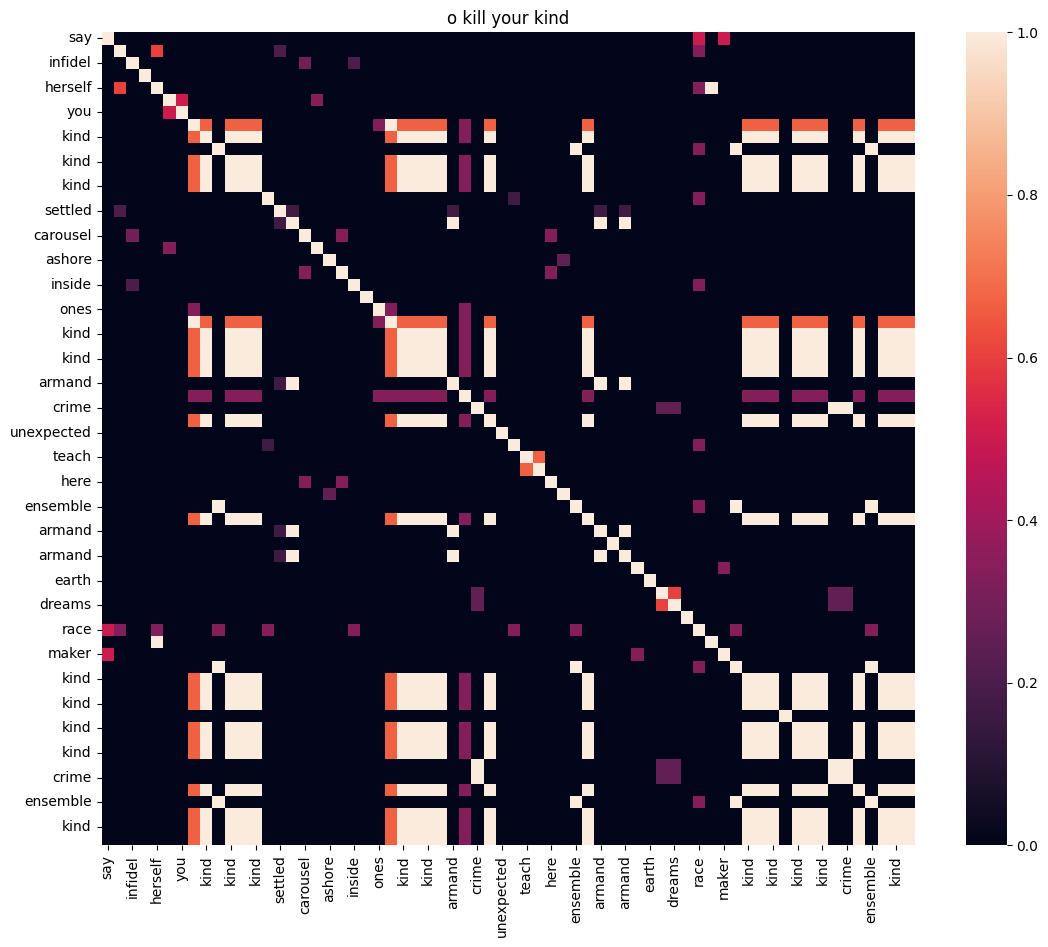 o kill your kind
say
infidel
herself
you
kind
kind
kind
settled
carousel
ashore
inside
ones
kind
kind
armand
crime
unexpected
teach
here
ensemble
armand
armand
earth
dreams
race
maker
kind
kind
kind
kind
crime
ensemble
kind
say
infidel
herself
you
kind
kind
kind
settled
carousel
ashore
inside
ones
kind
kind
armand
crime
unexpected
teach
here
ensemble
armand
armand
earth
dreams
race
maker
kind
kind
kind
kind
crime
ensemble
kind
1.0
0.8
0.6
0.4
0.2
0.0